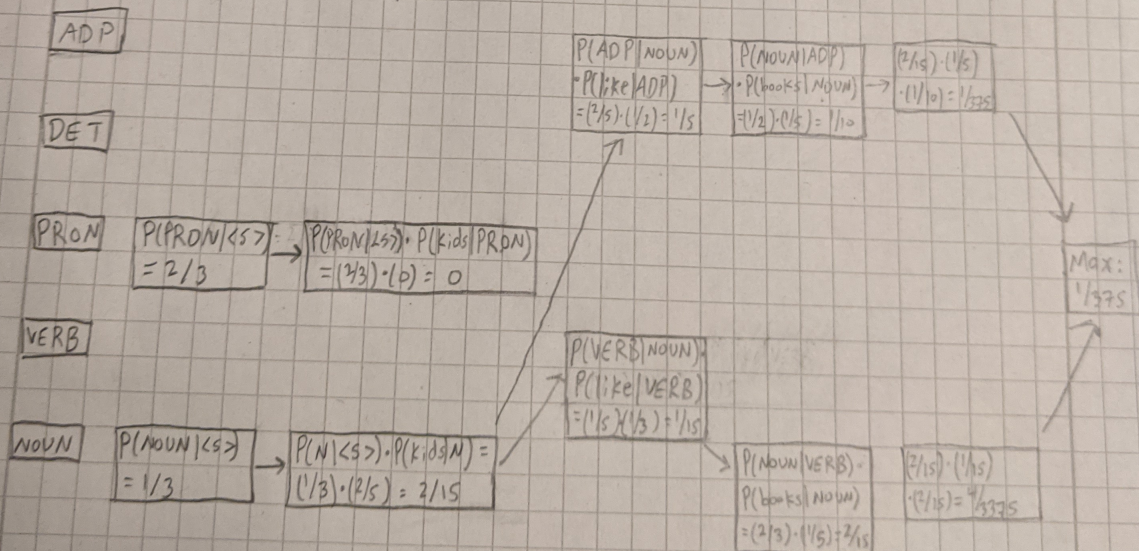 ADP
P(ADP|NOUN)
·P(like|ADP)
=(2/5)·(1/2)=1/5
P(NOUN|ADP)
·P(books|NOUN)
=(1/2)·(1/5)=1/10
(2/15)·(1/5)
·(1/10)=1/375
DET
PRON
P(PRON|<S>)
=2/3
P(PRON|<S>)·P(kids|PRON)
=(2/3)·(0)=0
Max:
1/375
VERB
P(VERB|NOUN)·
P(like|VERB)
=(1/5)(1/3)=1/15
NOUN
P(NOUN|<S>)
=1/3
P(N|<S>)·P(kids|N)=
(1/3)·(2/5)=2/15
P(NOUN|VERB)·
P(books|NOUN)
=(2/3)·(1/5)=2/15
(2/15)·(1/15)
·(2/15)=4/3375